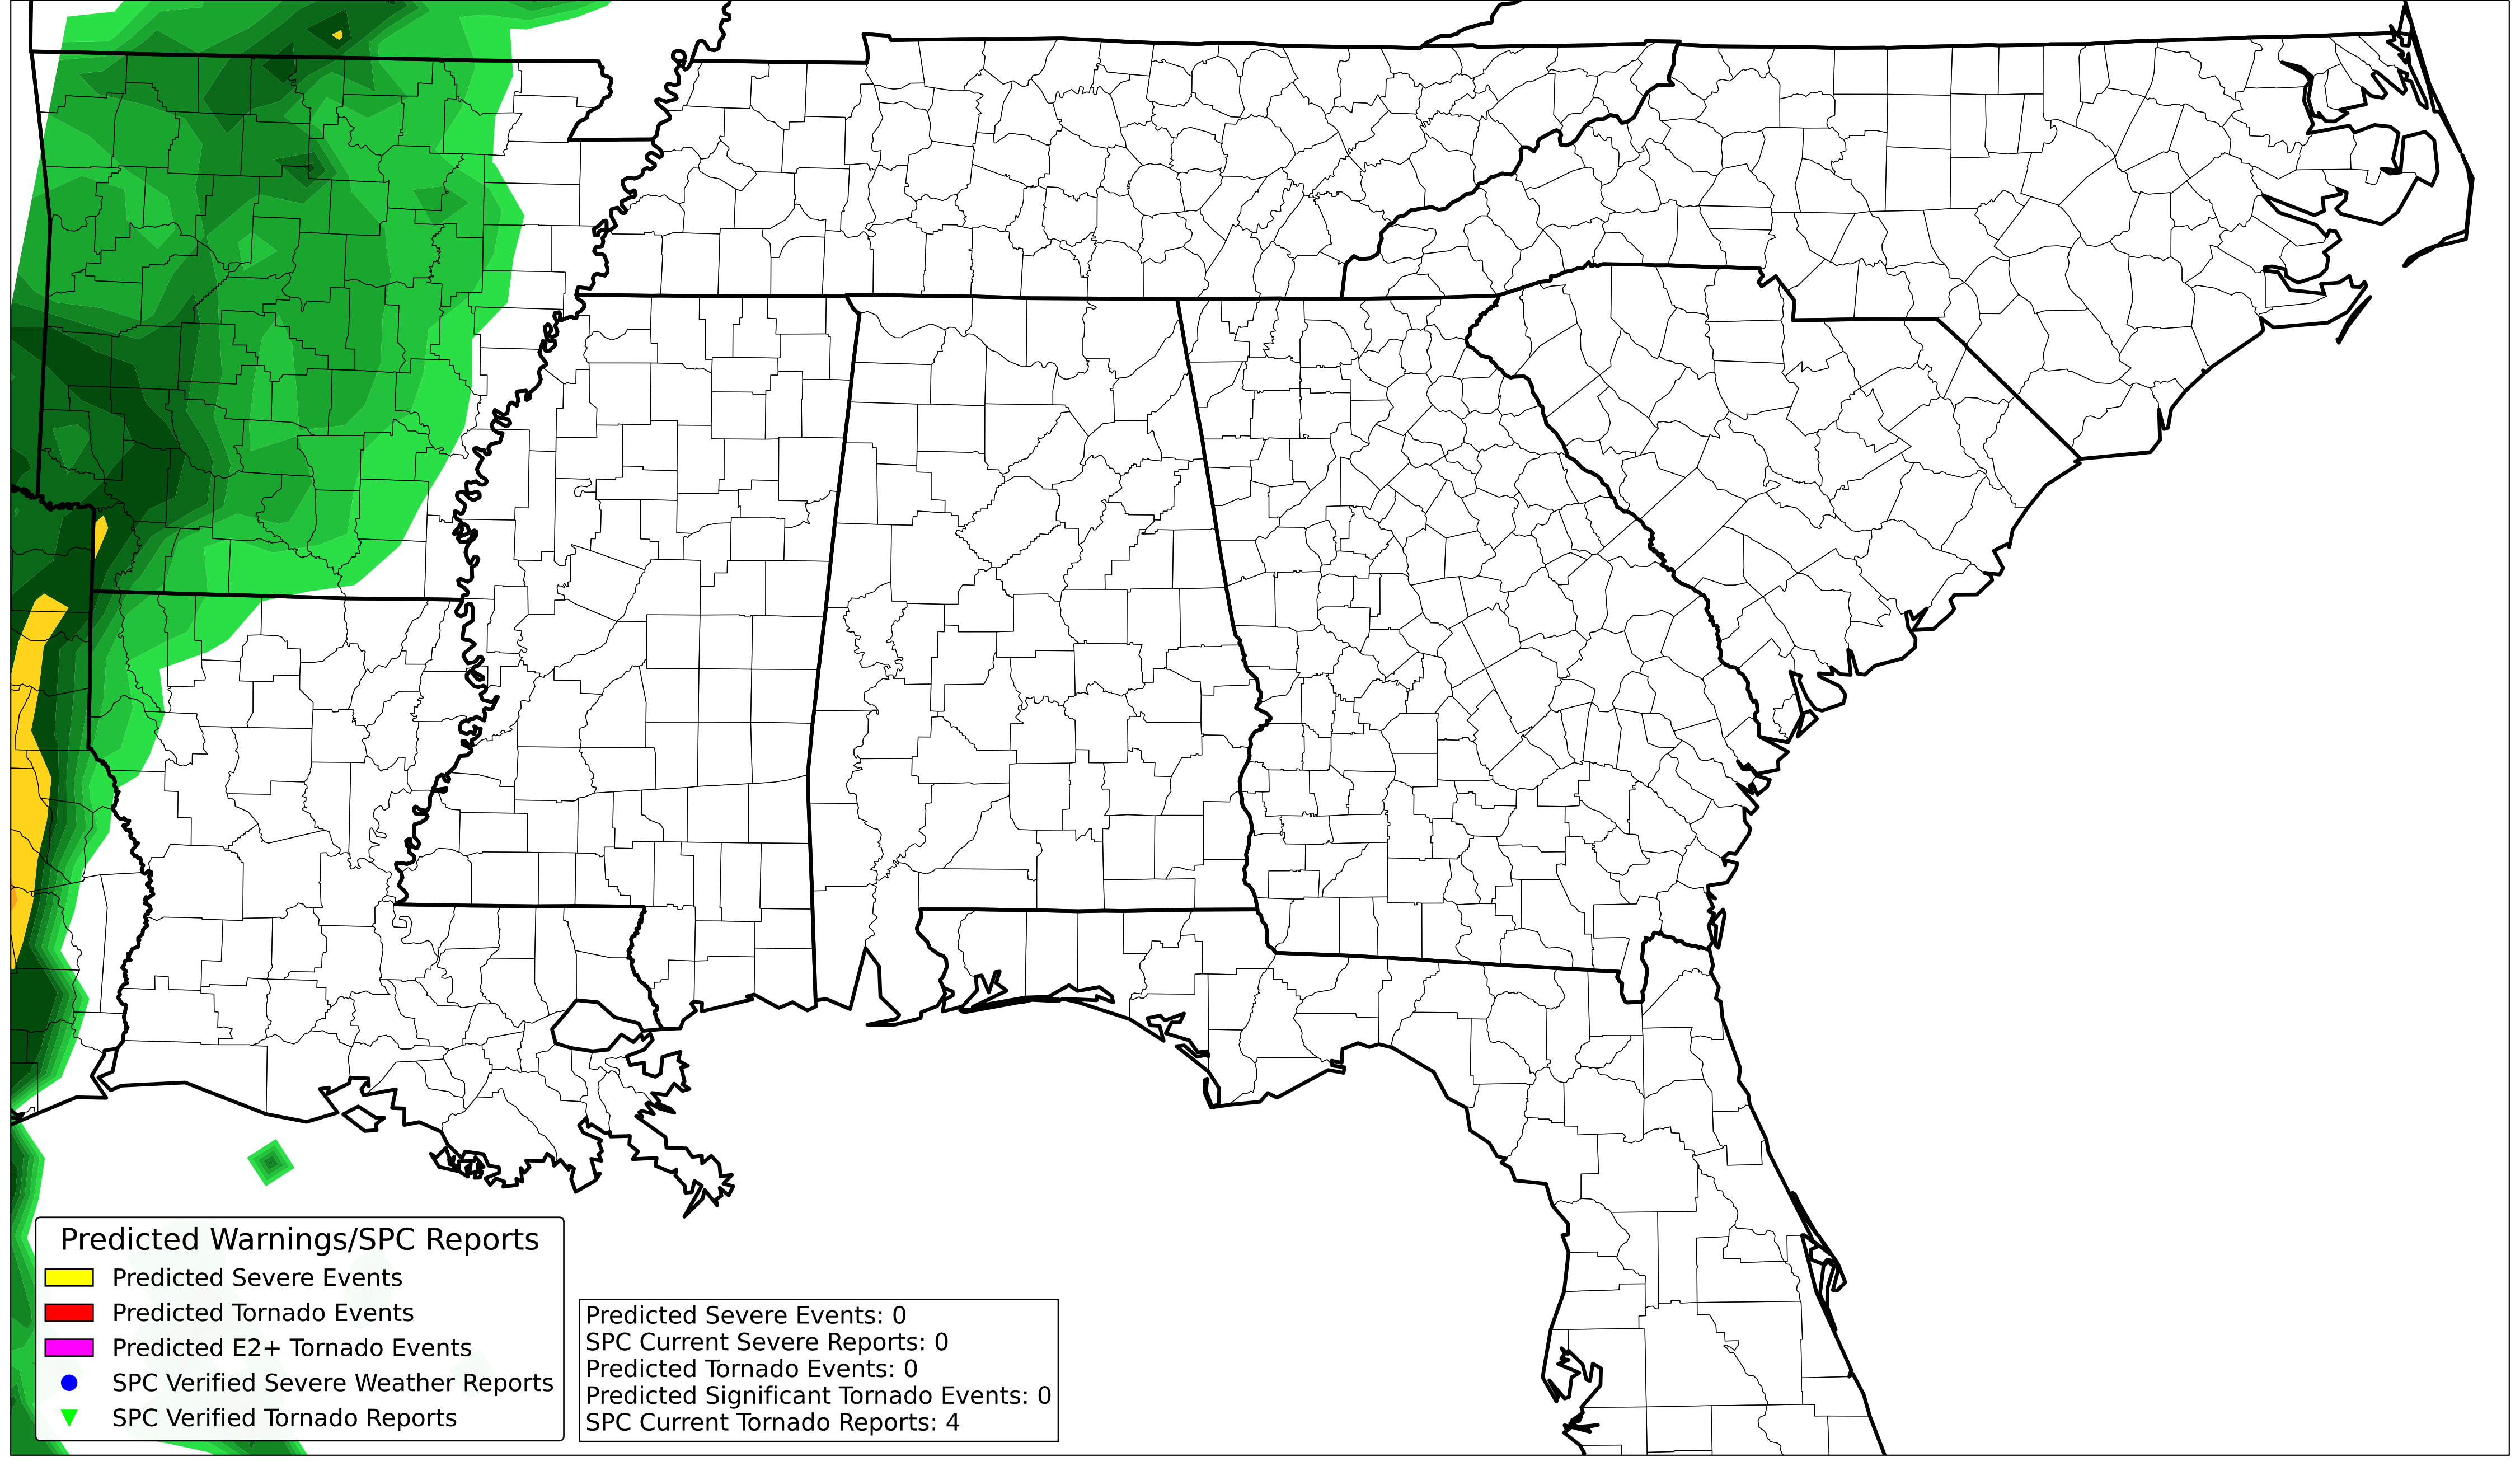 Predicted Warnings/SPC Reports
Predicted Severe Events
Predicted Tornado Events
Predicted E2+ Tornado Events
SPC Verified Severe Weather Reports
SPC Verified Tornado Reports
Predicted Severe Events: 0
SPC Current Severe Reports: 0
Predicted Tornado Events: 0
Predicted Significant Tornado Events: 0
SPC Current Tornado Reports: 4